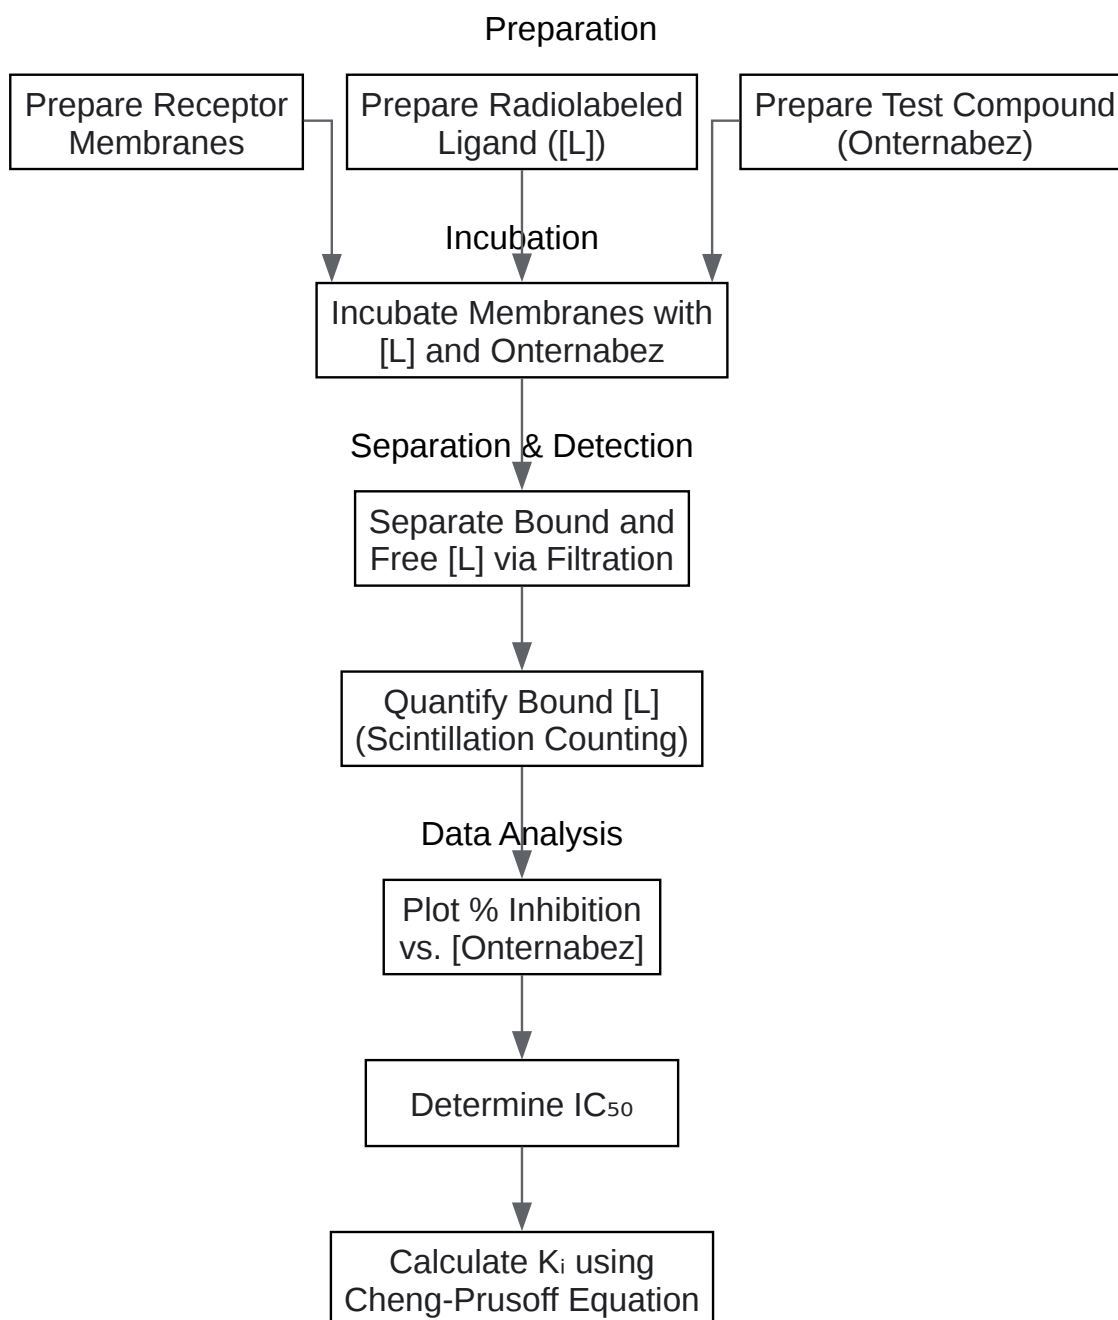 Preparation
Prepare Receptor
Membranes
Prepare Radiolabeled
Ligand ([L])
Prepare Test Compound
(Onternabez)
Incubation
Incubate Membranes with
[L] and Onternabez
Separation & Detection
Separate Bound and
Free [L] via Filtration
Quantify Bound [L]
(Scintillation Counting)
Data Analysis
Plot % Inhibition
vs. [Onternabez]
Determine IC₅₀
Calculate Kᵢ using
Cheng-Prusoff Equation